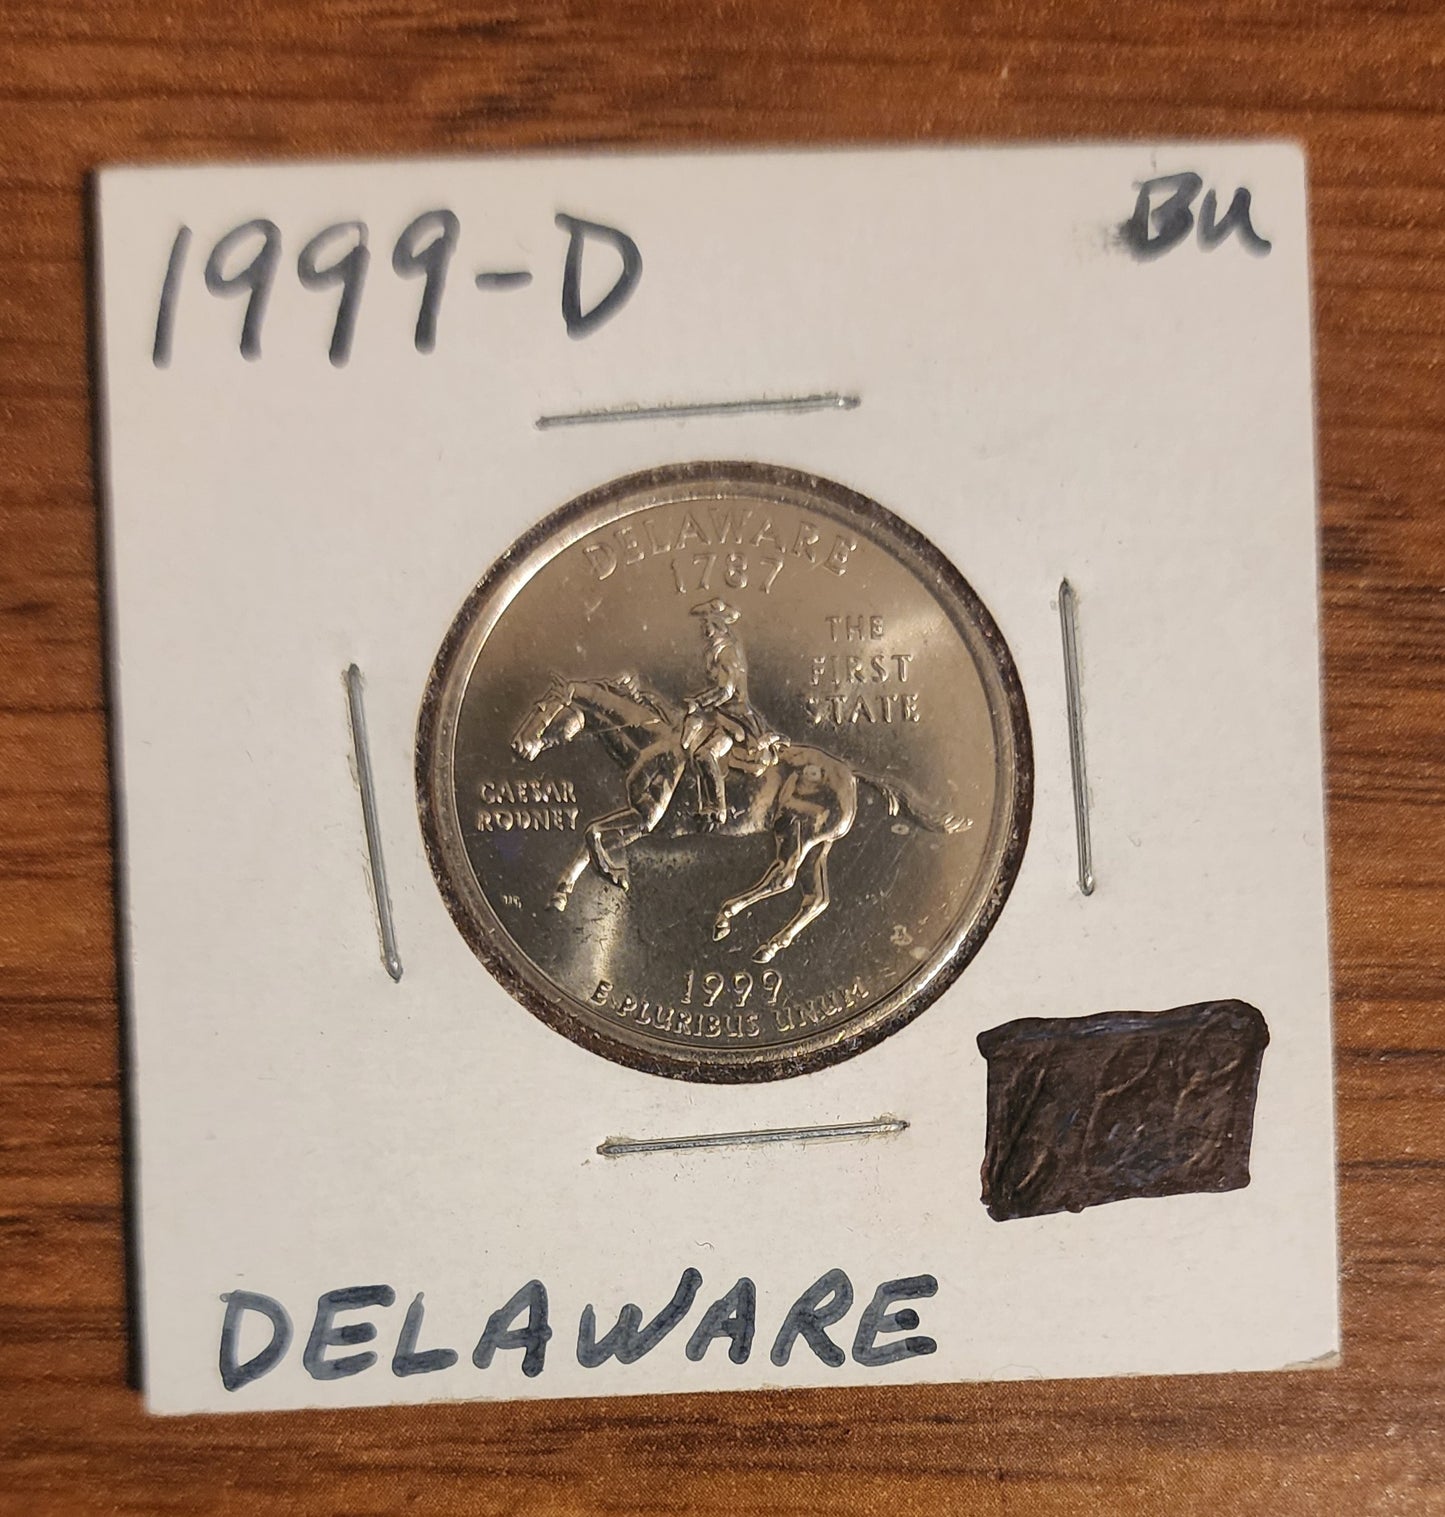 1999-D
BU
DELAWARE
1787
THE
FIRST
STATE
CAESAR
RODNEY
1999
E PLURIBUS UNUM
DELAWARE